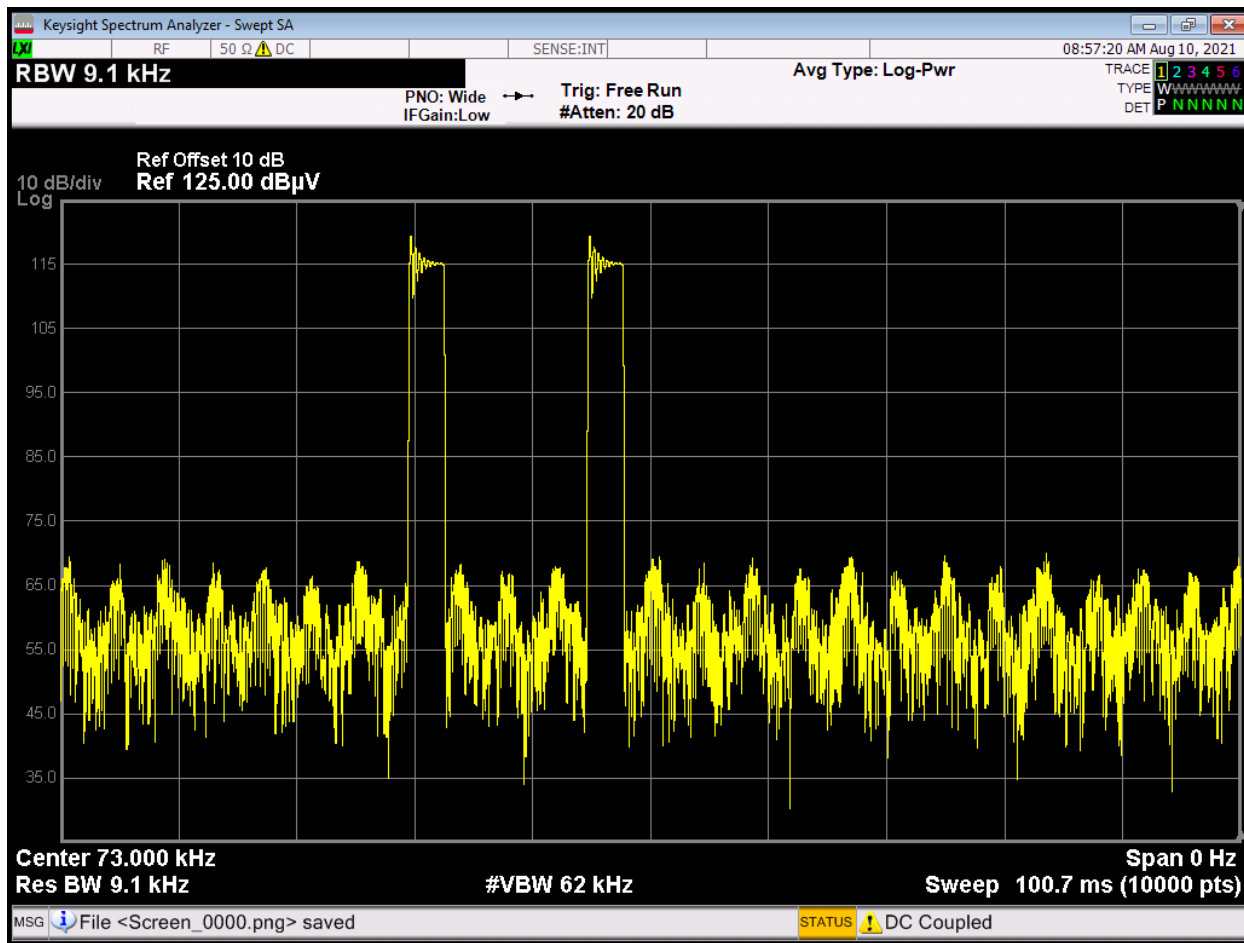 Keysight Spectrum Analyzer - Swept SA
LXI RF 50 Ω DC SENSE:INT 08:57:20 AM Aug 10, 2021
RBW 9.1 kHz
PNO: Wide Trig: Free Run Avg Type: Log-Pwr TRACE 1 2 3 4 5 6
IFGain:Low #Atten: 20 dB TYPE WWWWWWW
DET P N N N N N
Ref Offset 10 dB
10 dB/div Ref 125.00 dBµV
Log
115
105
95.0
85.0
75.0
65.0
55.0
45.0
35.0
Center 73.000 kHz Span 0 Hz
Res BW 9.1 kHz #VBW 62 kHz Sweep 100.7 ms (10000 pts)
MSG File <Screen_0000.png> saved STATUS DC Coupled